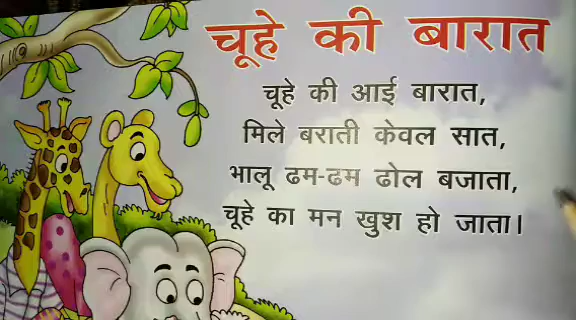 चूहे की बारात
चूहे की आई बारात,
मिले बराती केवल सात,
भालू ढम-ढम ढोल बजाता,
चूहे का मन खुश हो जाता।